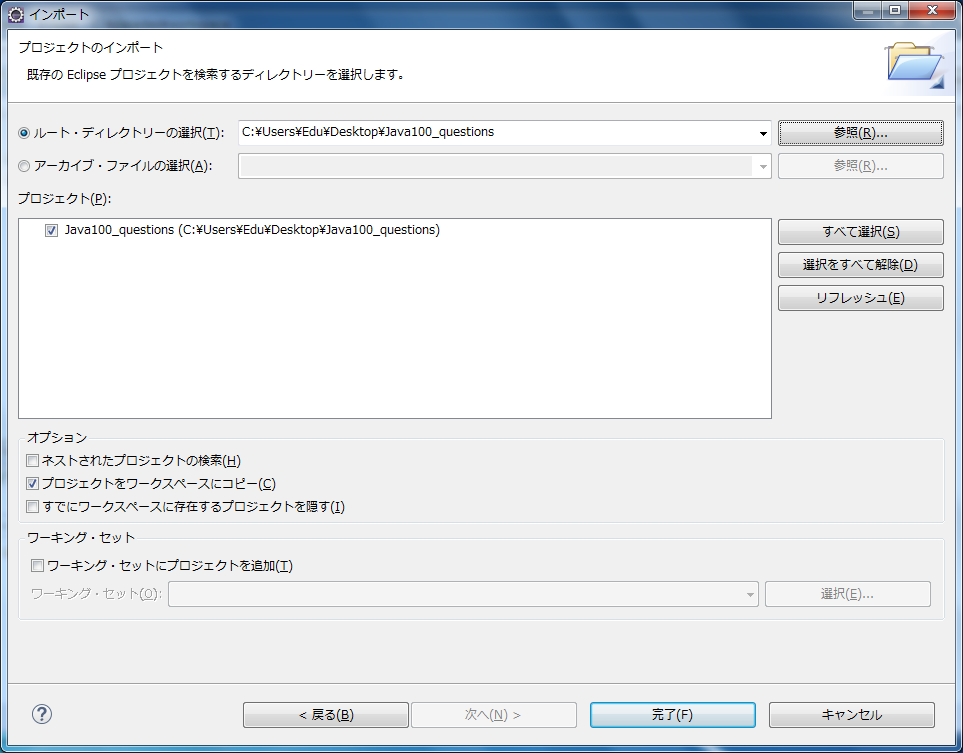 インポート
プロジェクトのインポート
既存の Eclipse プロジェクトを検索するディレクトリーを選択します。
ルート・ディレクトリーの選択(T): C:¥Users¥Edu¥Desktop¥Java100_questions 参照(R)...
アーカイブ・ファイルの選択(A): 参照(R)...
プロジェクト(P):
Java100_questions (C:¥Users¥Edu¥Desktop¥Java100_questions)
すべて選択(S)
選択をすべて解除(D)
リフレッシュ(E)
オプション
ネストされたプロジェクトの検索(H)
プロジェクトをワークスペースにコピー(C)
すでにワークスペースに存在するプロジェクトを隠す(I)
ワーキング・セット
ワーキング・セットにプロジェクトを追加(T)
ワーキング・セット(O): 選択(E)...
? < 戻る(B) 次へ(N) > 完了(F) キャンセル